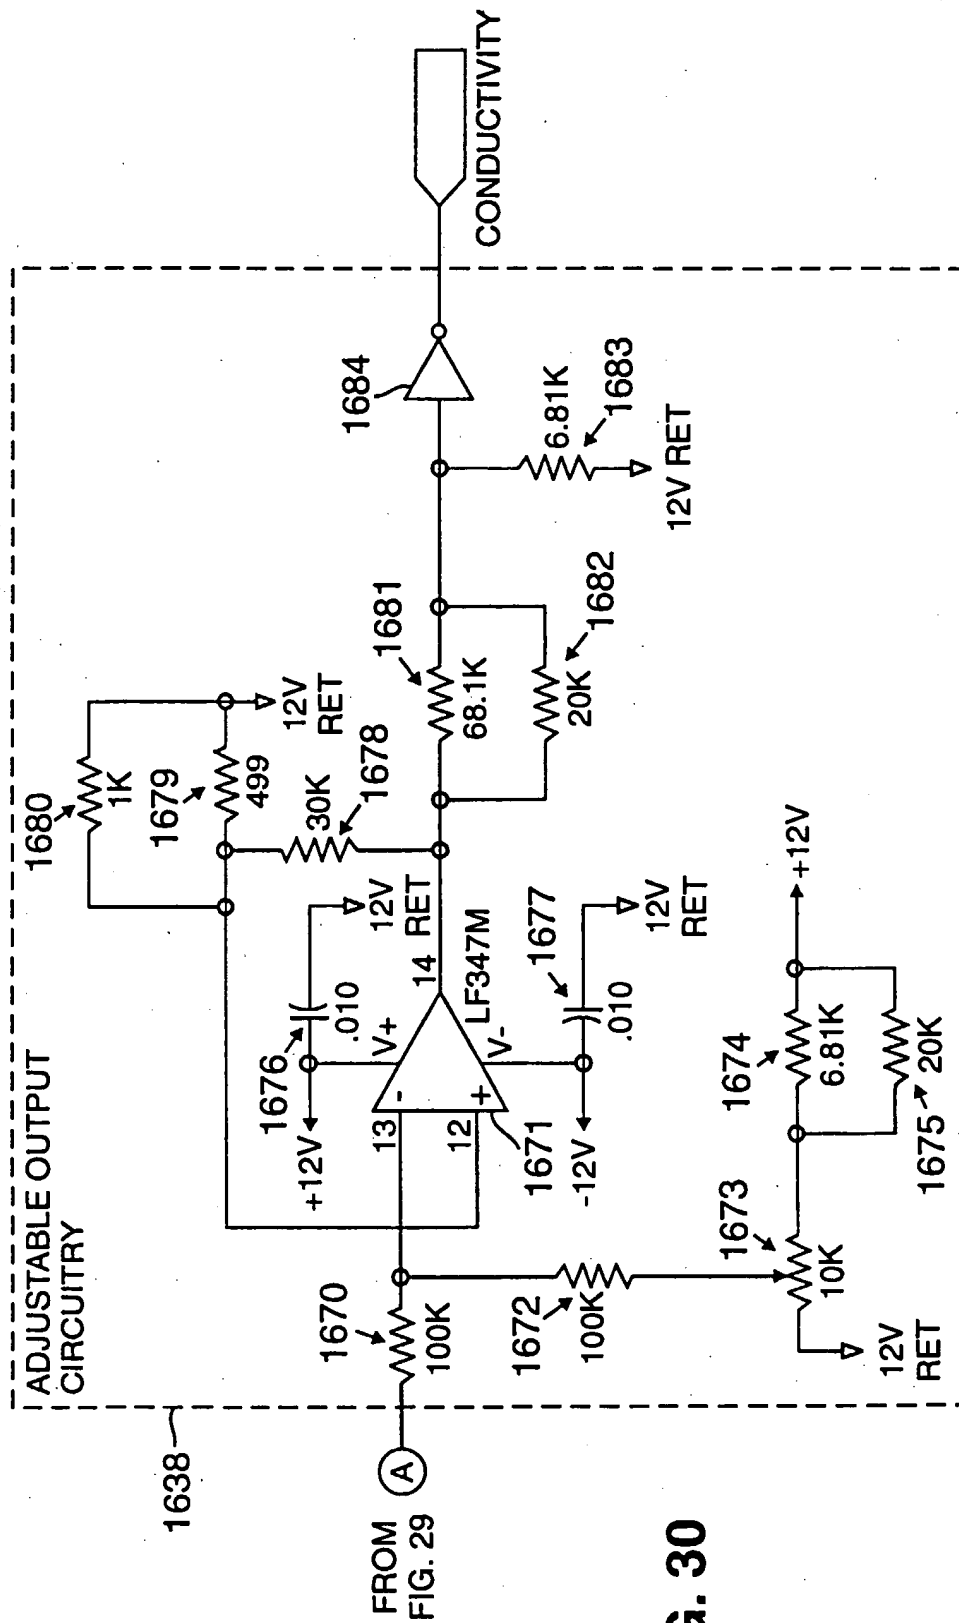 ADJUSTABLE OUTPUT
CIRCUITRY
1638
FROM
FIG. 29
A
1670
100K
1672
100K
1673
10K
12V
RET
1674
6.81K
1675
20K
+12V
13
12
-
+
1671
V+
V-
14
LF347M
+12V
1676
.010
12V
RET
-12V
1677
.010
12V
RET
1680
1K
1679
499
12V
RET
30K
1678
1681
68.1K
1682
20K
1684
6.81K
1683
12V RET
CONDUCTIVITY
G. 30